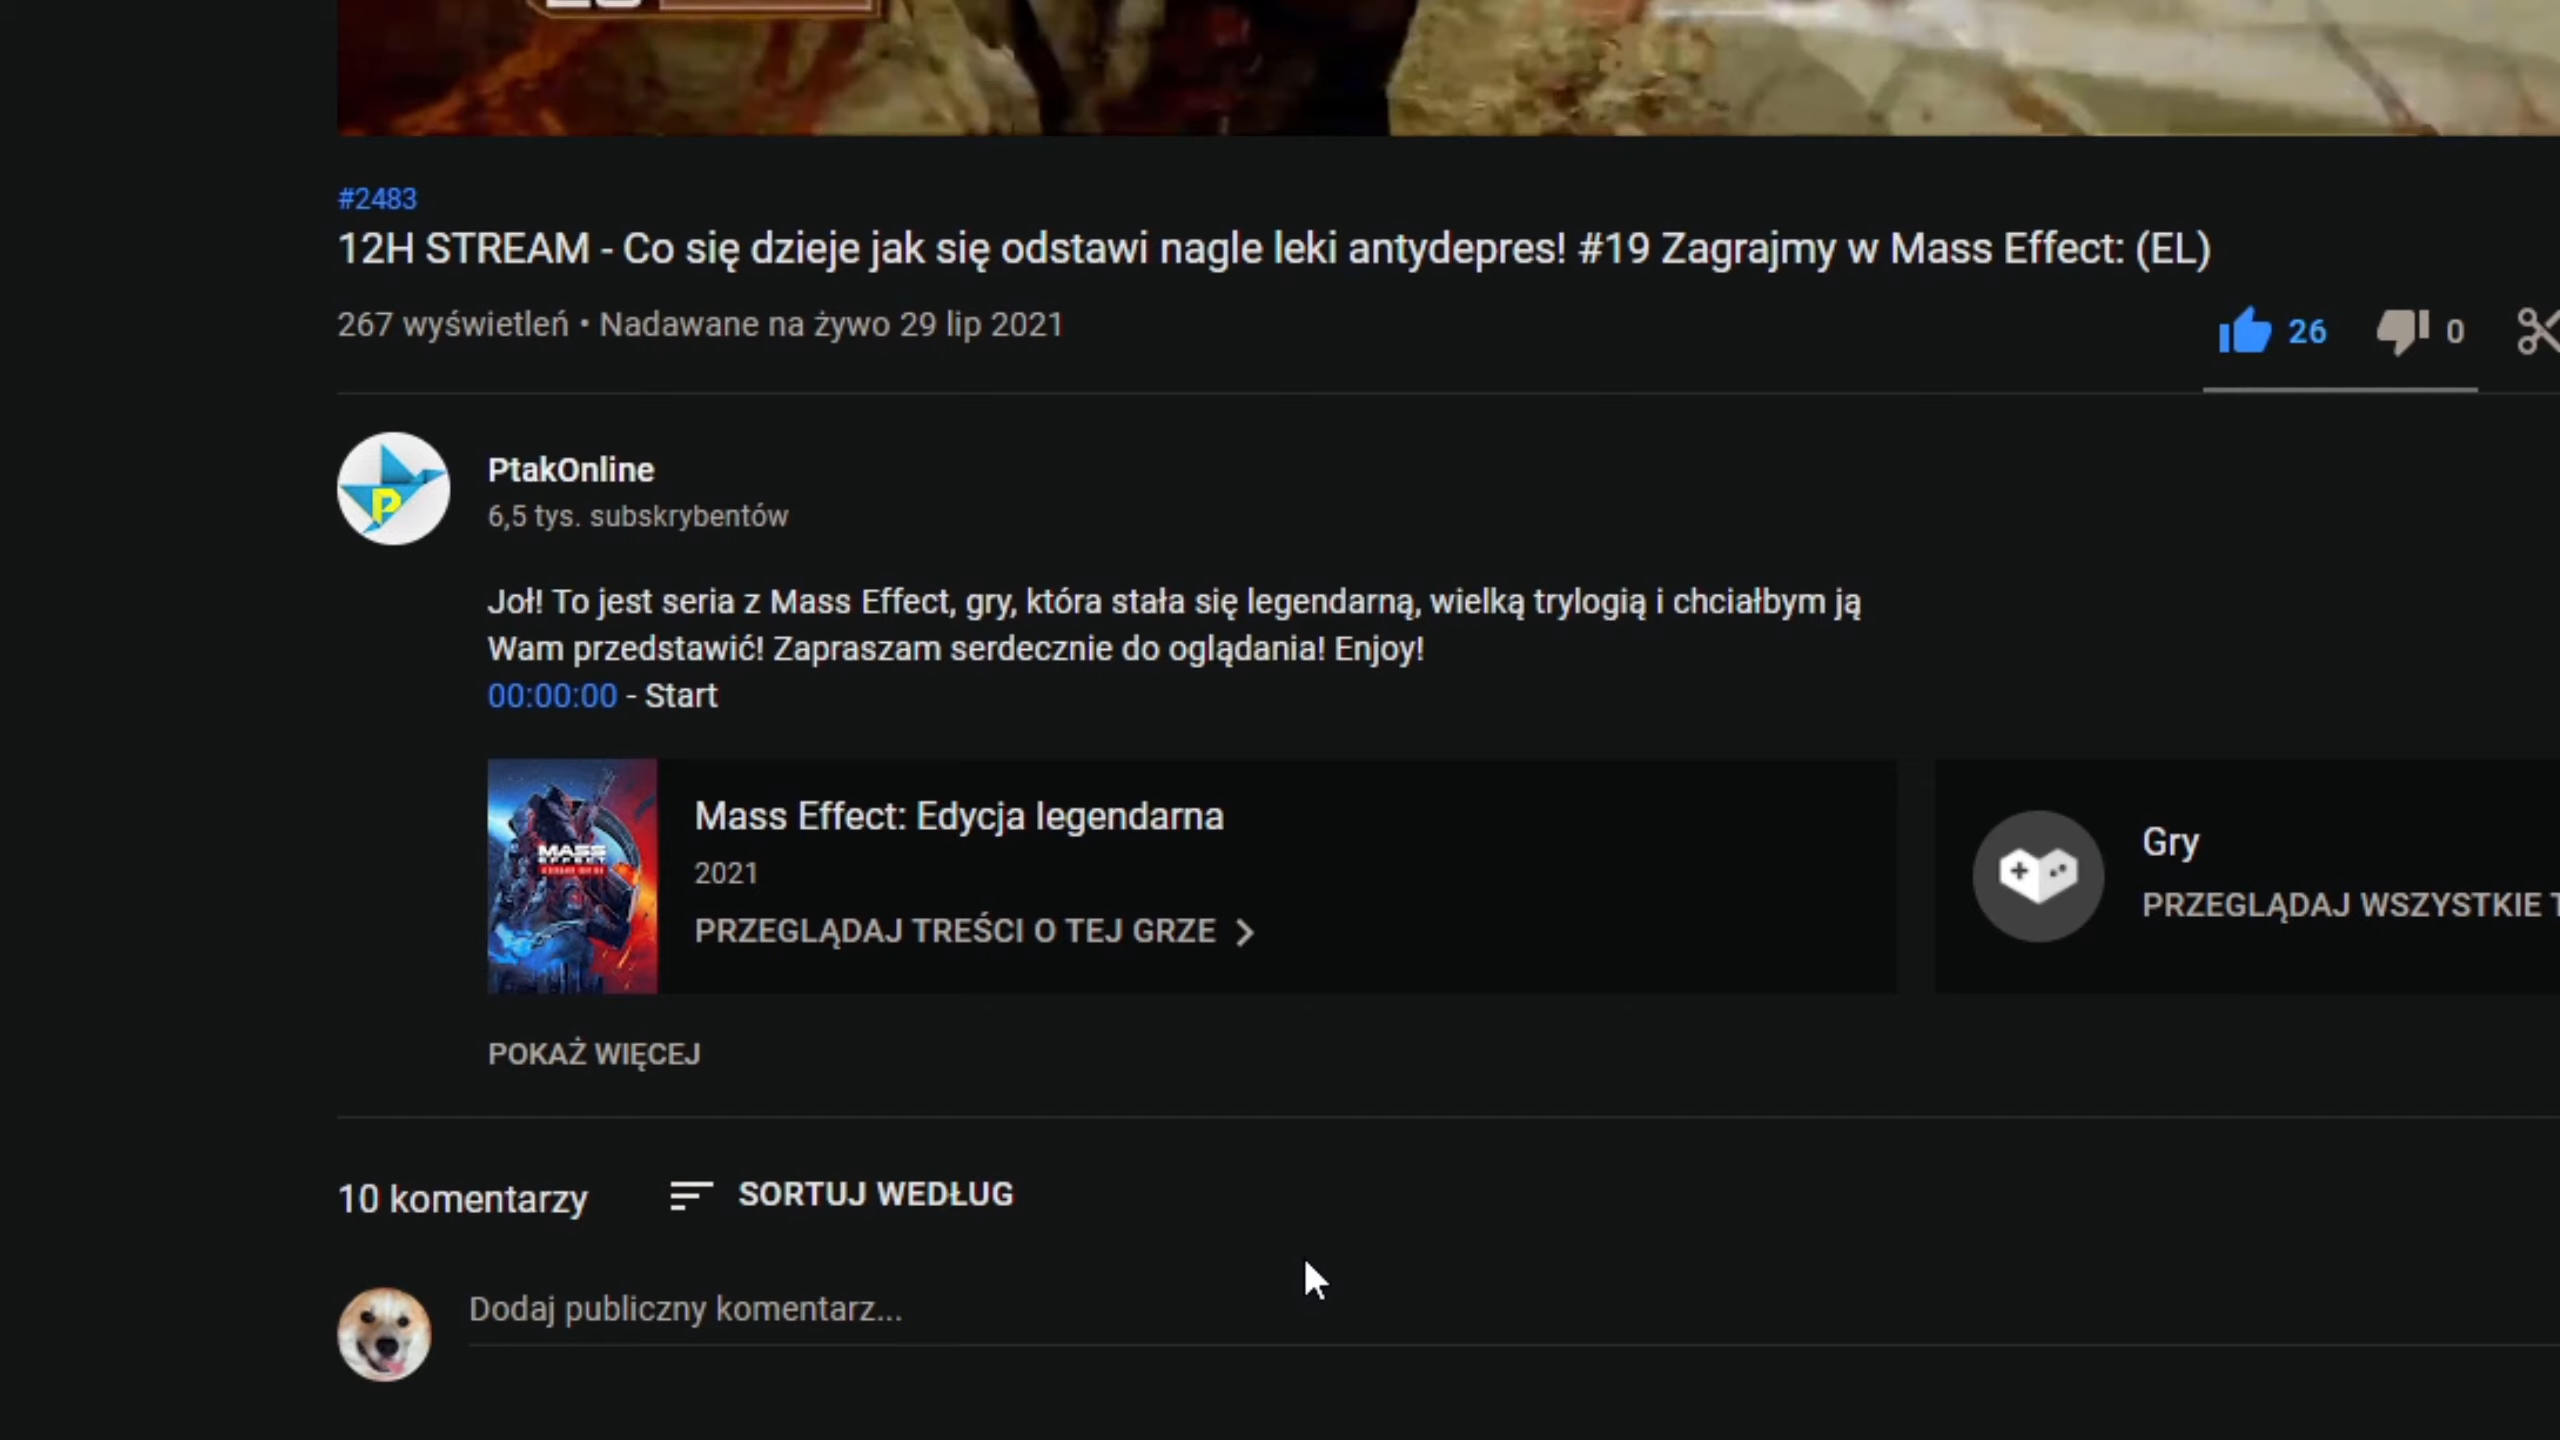 #2483
12H STREAM - Co się dzieje jak się odstawi nagle leki antydepres! #19 Zagrajmy w Mass Effect: (EL)
267 wyświetleń • Nadawane na żywo 29 lip 2021
26
0
PtakOnline
6,5 tys. subskrybentów
Joł! To jest seria z Mass Effect, gry, która stała się legendarną, wielką trylogią i chciałbym ją
Wam przedstawić! Zapraszam serdecznie do oglądania! Enjoy!
00:00:00 - Start
MASS
EFFECT
Mass Effect: Edycja legendarna
2021
PRZEGLĄDAJ TREŚCI O TEJ GRZE
Gry
PRZEGLĄDAJ WSZYSTKIE T
POKAŻ WIĘCEJ
10 komentarzy
SORTUJ WEDŁUG
Dodaj publiczny komentarz...